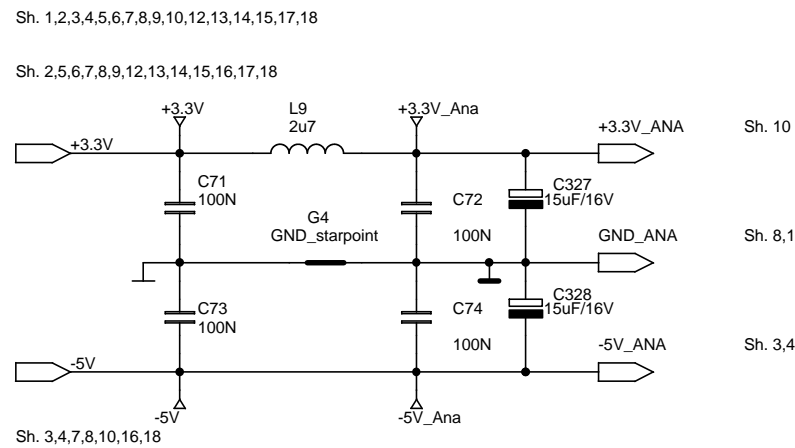 Sh. 1,2,3,4,5,6,7,8,9,10,12,13,14,15,17,18
Sh. 2,5,6,7,8,9,12,13,14,15,16,17,18
+3.3V
L9
2u7
+3.3V_Ana
+3.3V
+3.3V_ANA
Sh. 10
C71
100N
C72
100N
C327
15uF/16V
G4
GND_starpoint
GND_ANA
Sh. 8,1
C73
100N
C74
100N
C328
15uF/16V
-5V
-5V_ANA
Sh. 3,4
-5V
-5V_Ana
Sh. 3,4,7,8,10,16,18